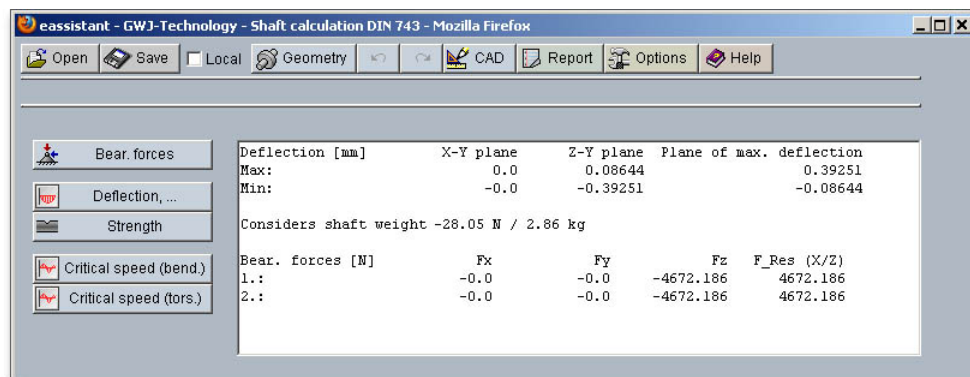 eassistant - GWJ-Technology - Shaft calculation DIN 743 - Mozilla Firefox
Open Save Local Geometry CAD Report Options Help
Bear. forces
Deflection, ...
Strength
Critical speed (bend.)
Critical speed (tors.)
Deflection [mm] X-Y plane Z-Y plane Plane of max. deflection
Max: 0.0 0.08644 0.39251
Min: -0.0 -0.39251 -0.08644
Considers shaft weight -28.05 N / 2.86 kg
Bear. forces [N] Fx Fy Fz F_Res (X/Z)
1.: -0.0 -0.0 -4672.186 4672.186
2.: -0.0 -0.0 -4672.186 4672.186